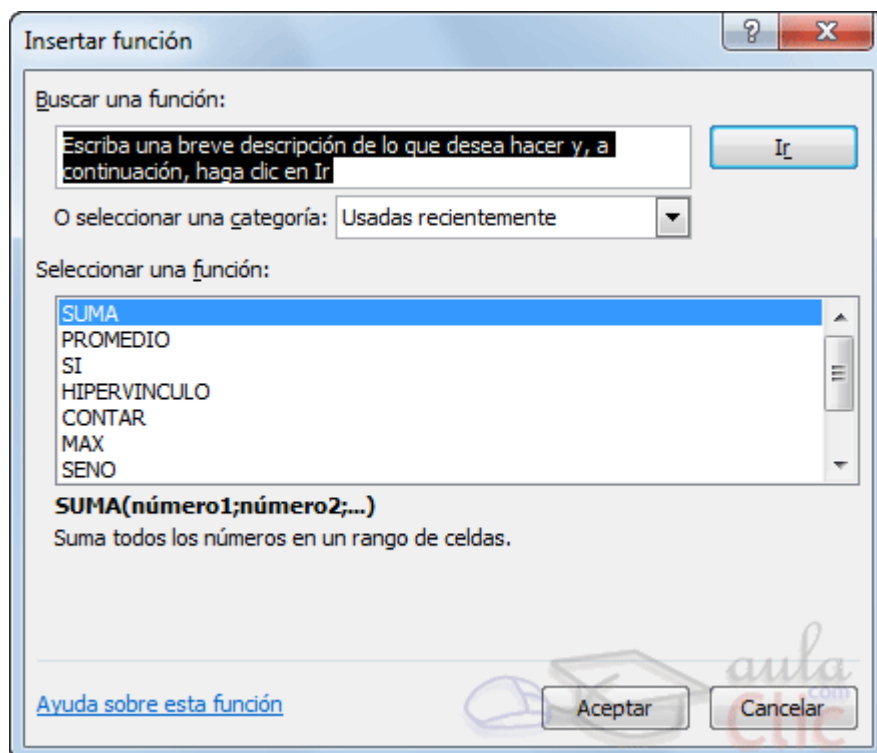 Insertar función
Buscar una función:
Escriba una breve descripción de lo que desea hacer y, a
continuación, haga clic en Ir
Ir
O seleccionar una categoría: Usadas recientemente
Seleccionar una función:
SUMA
PROMEDIO
SI
HIPERVINCULO
CONTAR
MAX
SENO
SUMA(número1;número2;...)
Suma todos los números en un rango de celdas.
aula
Clic
com
Ayuda sobre esta función
Aceptar
Cancelar